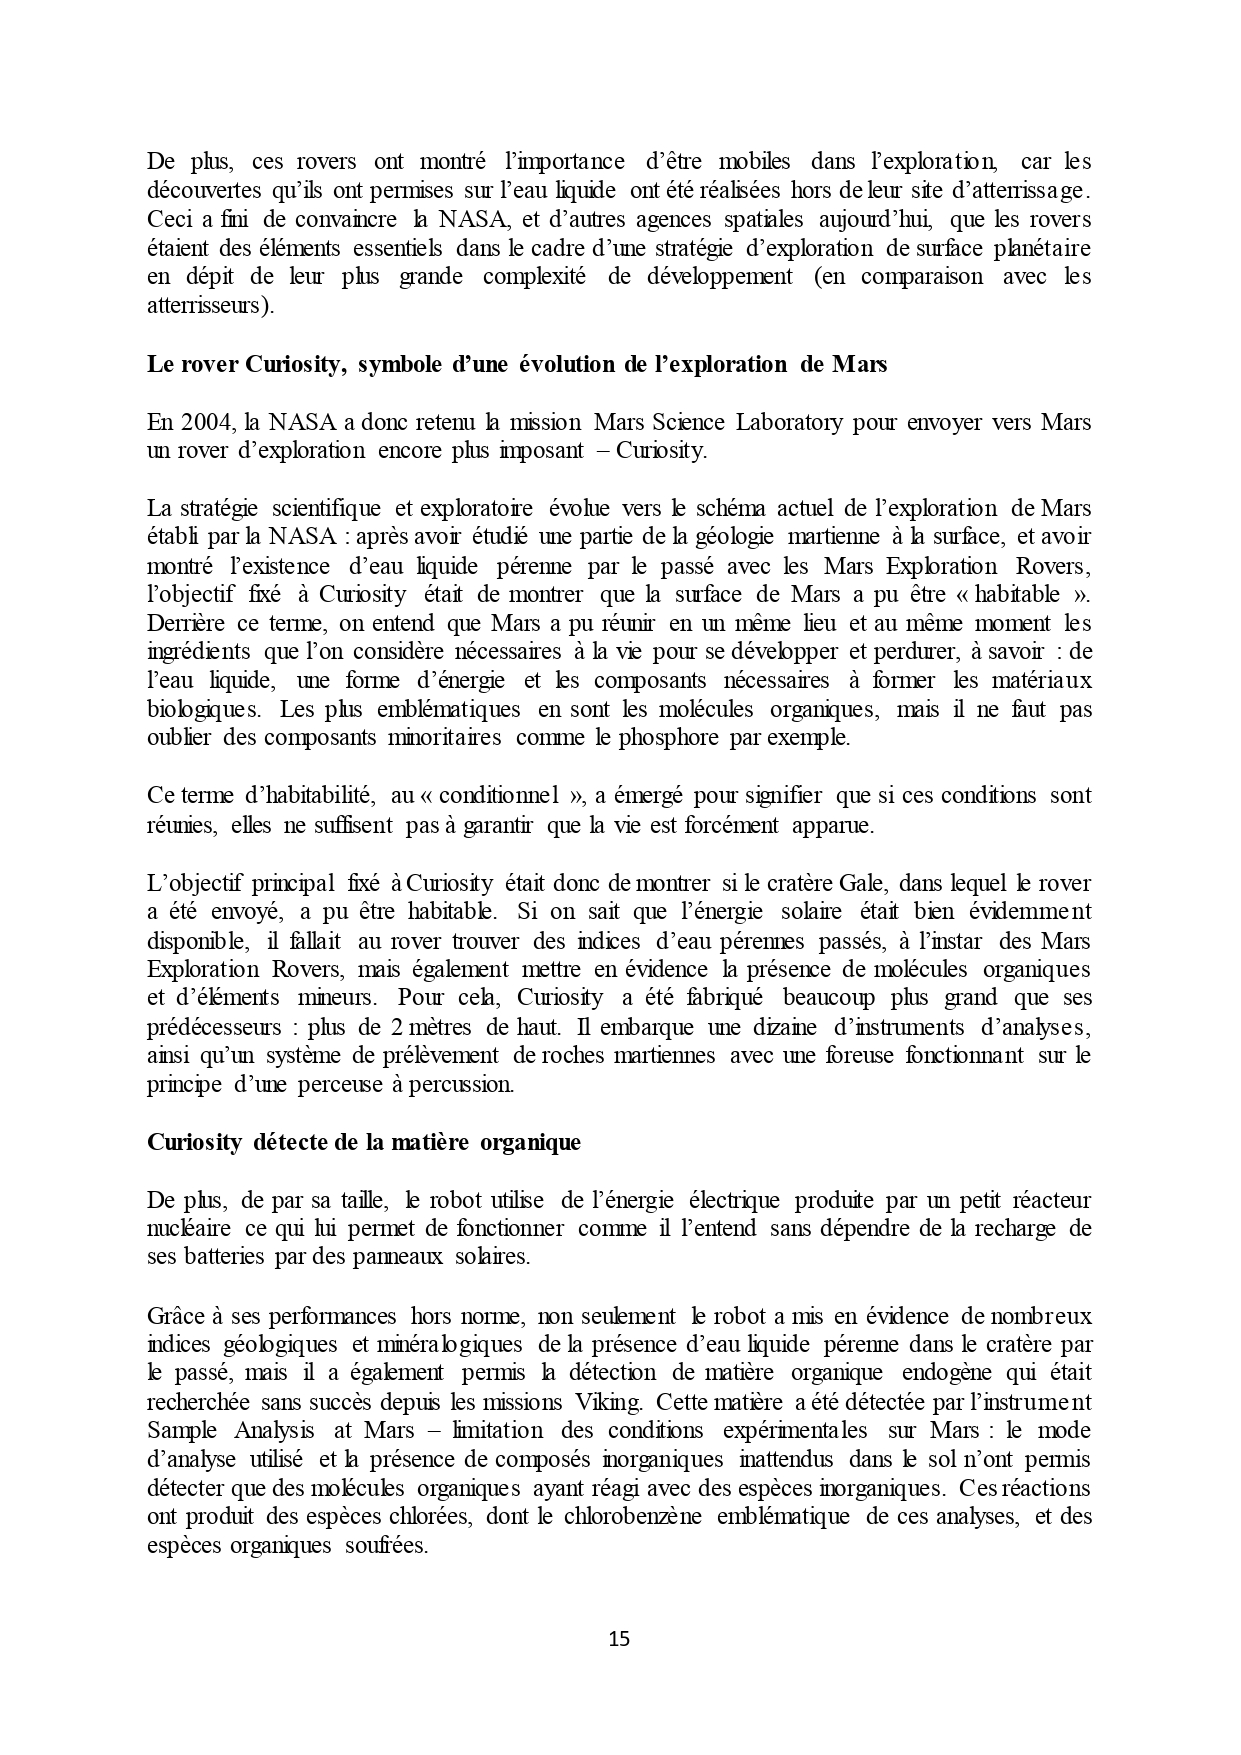 De plus, ces rovers ont montré l’importance d’être mobiles dans l’exploration, car les
découvertes qu’ils ont permises sur l’eau liquide ont été réalisées hors de leur site d’atterrissage.
Ceci a fini de convaincre la NASA, et d’autres agences spatiales aujourd’hui, que les rovers
étaient des éléments essentiels dans le cadre d’une stratégie d’exploration de surface planétaire
en dépit de leur plus grande complexité de développement (en comparaison avec les
atterrisseurs).
Le rover Curiosity, symbole d’une évolution de l’exploration de Mars
En 2004, la NASA a donc retenu la mission Mars Science Laboratory pour envoyer vers Mars
un rover d’exploration encore plus imposant – Curiosity.
La stratégie scientifique et exploratoire évolue vers le schéma actuel de l’exploration de Mars
établi par la NASA : après avoir étudié une partie de la géologie martienne à la surface, et avoir
montré l’existence d’eau liquide pérenne par le passé avec les Mars Exploration Rovers,
l’objectif fixé à Curiosity était de montrer que la surface de Mars a pu être « habitable ».
Derrière ce terme, on entend que Mars a pu réunir en un même lieu et au même moment les
ingrédients que l’on considère nécessaires à la vie pour se développer et perdurer, à savoir : de
l’eau liquide, une forme d’énergie et les composants nécessaires à former les matériaux
biologiques. Les plus emblématiques en sont les molécules organiques, mais il ne faut pas
oublier des composants minoritaires comme le phosphore par exemple.
Ce terme d’habitabilité, au « conditionnel », a émergé pour signifier que si ces conditions sont
réunies, elles ne suffisent pas à garantir que la vie est forcément apparue.
L’objectif principal fixé à Curiosity était donc de montrer si le cratère Gale, dans lequel le rover
a été envoyé, a pu être habitable. Si on sait que l’énergie solaire était bien évidemment
disponible, il fallait au rover trouver des indices d’eau pérennes passés, à l’instar des Mars
Exploration Rovers, mais également mettre en évidence la présence de molécules organiques
et d’éléments mineurs. Pour cela, Curiosity a été fabriqué beaucoup plus grand que ses
prédécesseurs : plus de 2 mètres de haut. Il embarque une dizaine d’instruments d’analyses,
ainsi qu’un système de prélèvement de roches martiennes avec une foreuse fonctionnant sur le
principe d’une perceuse à percussion.
Curiosity détecte de la matière organique
De plus, de par sa taille, le robot utilise de l’énergie électrique produite par un petit réacteur
nucléaire ce qui lui permet de fonctionner comme il l’entend sans dépendre de la recharge de
ses batteries par des panneaux solaires.
Grâce à ses performances hors norme, non seulement le robot a mis en évidence de nombreux
indices géologiques et minéralogiques de la présence d’eau liquide pérenne dans le cratère par
le passé, mais il a également permis la détection de matière organique endogène qui était
recherchée sans succès depuis les missions Viking. Cette matière a été détectée par l’instrument
Sample Analysis at Mars – limitation des conditions expérimentales sur Mars : le mode
d’analyse utilisé et la présence de composés inorganiques inattendus dans le sol n’ont permis
détecter que des molécules organiques ayant réagi avec des espèces inorganiques. Ces réactions
ont produit des espèces chlorées, dont le chlorobenzène emblématique de ces analyses, et des
espèces organiques soufrées.
15